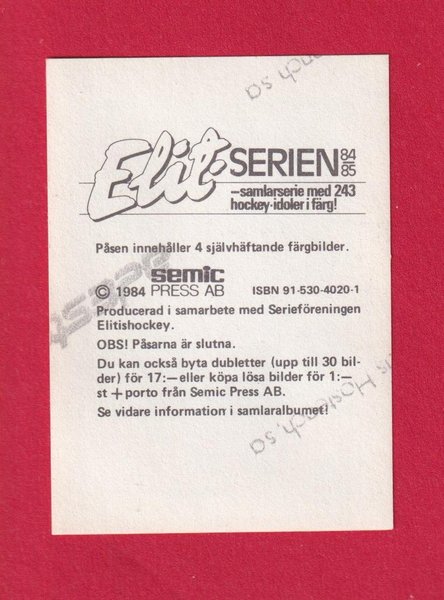 Elit-SERIEN 84 85
–samlarserie med 243
hockey-idoler i färg!
Påsen innehåller 4 självhäftande färgbilder.
semic
© 1984 PRESS AB ISBN 91-530-4020-1
Producerad i samarbete med Serieföreningen
Elitishockey.
OBS! Påsarna är slutna.
Du kan också byta dubletter (upp till 30 bil-
der) för 17:— eller köpa lösa bilder för 1:—
st + porto från Semic Press AB.
Se vidare information i samlaralbumet!